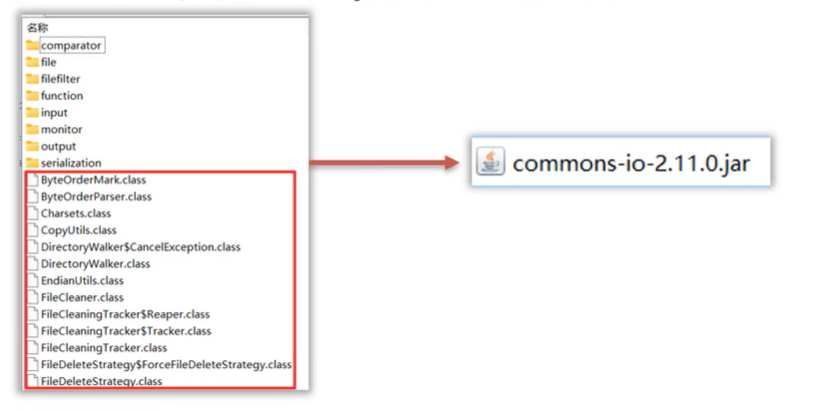 名称
comparator
file
filefilter
function
input
monitor
output
serialization
ByteOrderMark.class
ByteOrderParser.class
Charsets.class
CopyUtils.class
DirectoryWalker$CancelException.class
DirectoryWalker.class
EndianUtils.class
FileCleaner.class
FileCleaningTracker$Reaper.class
FileCleaningTracker$Tracker.class
FileCleaningTracker.class
FileDeleteStrategy$ForceFileDeleteStrategy.class
FileDeleteStrategy.class
commons-io-2.11.0.jar